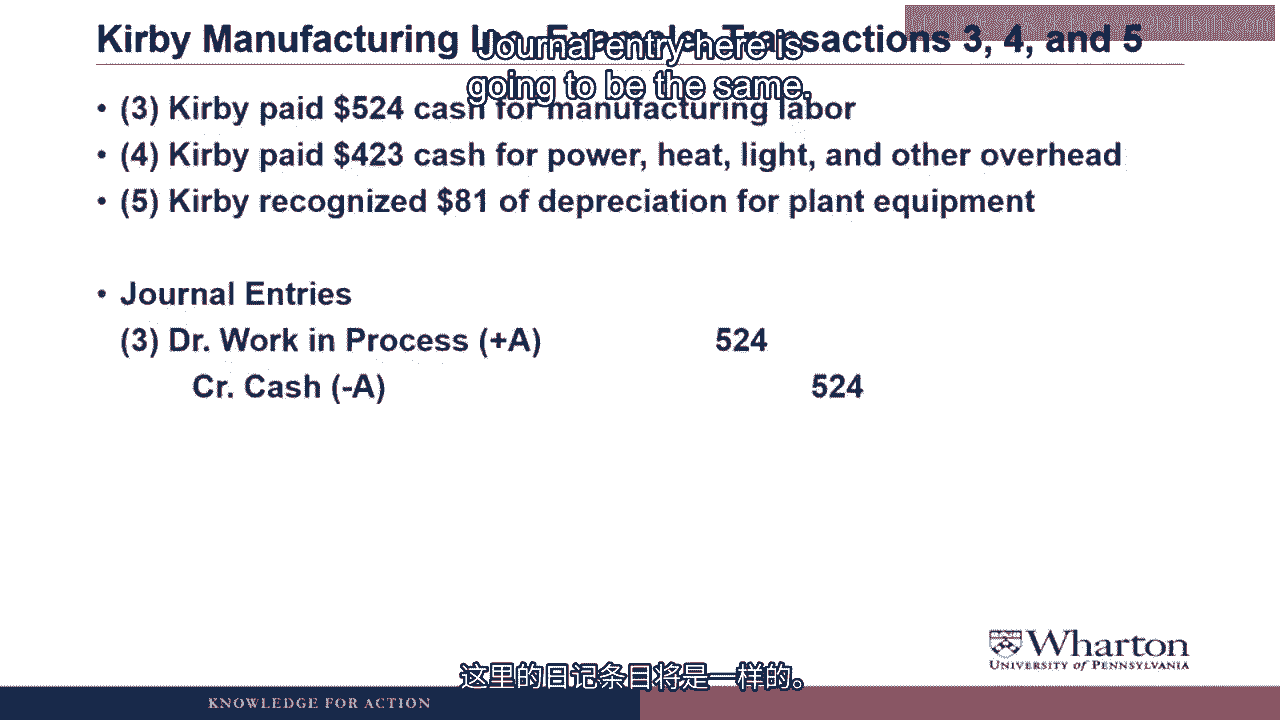 Kirby Manufacturing Inc. Example: Transactions 3, 4, and 5
Journal entry here is
going to be the same.
• (3) Kirby paid $524 cash for manufacturing labor
• (4) Kirby paid $423 cash for power, heat, light, and other overhead
• (5) Kirby recognized $81 of depreciation for plant equipment
• Journal Entries
(3) Dr. Work in Process (+A) 524
Cr. Cash (-A) 524
Wharton
UNIVERSITY of PENNSYLVANIA
这里的日记条目将是一样的。
KNOWLEDGE FOR ACTION